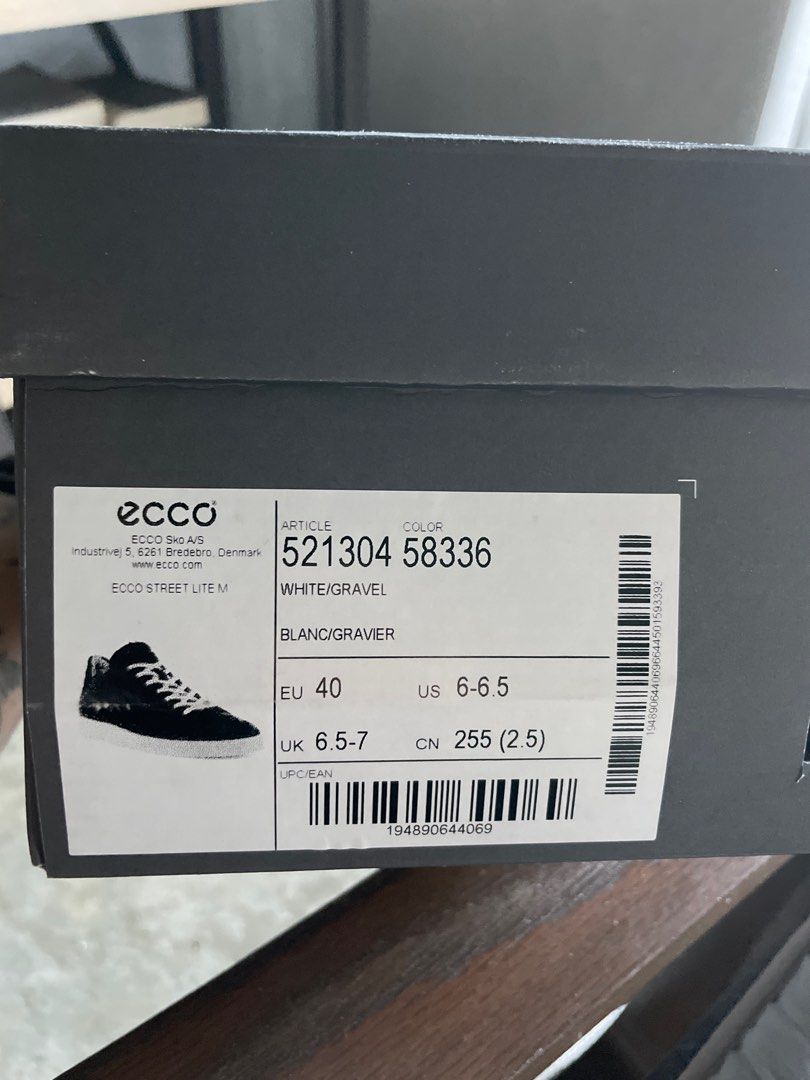 ecco
ECCO Sko A/S
Industrivej 5, 6261 Bredebro, Denmark
www.ecco.com
ECCO STREET LITE M
ARTICLE COLOR
521304 58336
WHITE/GRAVEL
BLANC/GRAVIER
EU 40 US 6-6.5
UK 6.5-7 CN 255 (2.5)
UPC/EAN
194890644069
1948906440696644501593393